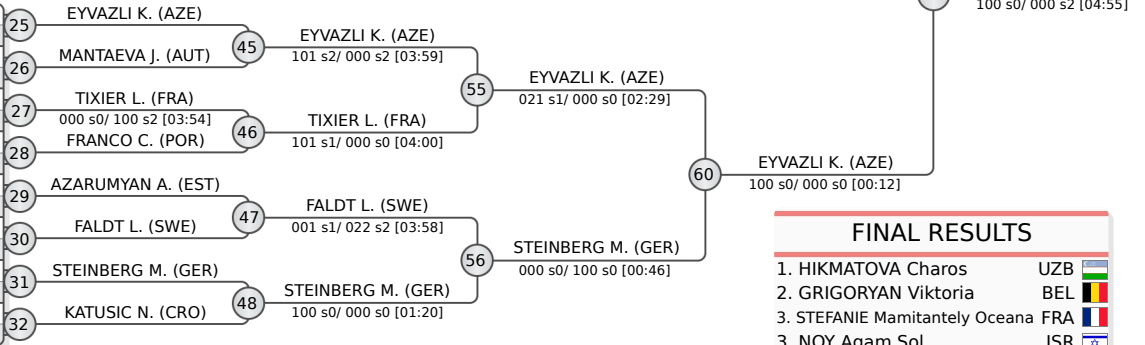 100 s0/ 000 s2 [04:55]
25
EYVAZLI K. (AZE)
26
MANTAEVA J. (AUT)
45
EYVAZLI K. (AZE)
101 s2/ 000 s2 [03:59]
27
TIXIER L. (FRA)
000 s0/ 100 s2 [03:54]
28
FRANCO C. (POR)
46
TIXIER L. (FRA)
101 s1/ 000 s0 [04:00]
55
EYVAZLI K. (AZE)
021 s1/ 000 s0 [02:29]
29
AZARUMYAN A. (EST)
30
FALDT L. (SWE)
47
FALDT L. (SWE)
001 s1/ 022 s2 [03:58]
31
STEINBERG M. (GER)
32
KATUSIC N. (CRO)
48
STEINBERG M. (GER)
100 s0/ 000 s0 [01:20]
56
STEINBERG M. (GER)
000 s0/ 100 s0 [00:46]
60
EYVAZLI K. (AZE)
100 s0/ 000 s0 [00:12]
FINAL RESULTS
1. HIKMATOVA Charos UZB
2. GRIGORYAN Viktoria BEL
3. STEFANIE Mamitantely Oceana FRA
3. NOY Agam Sol ISR